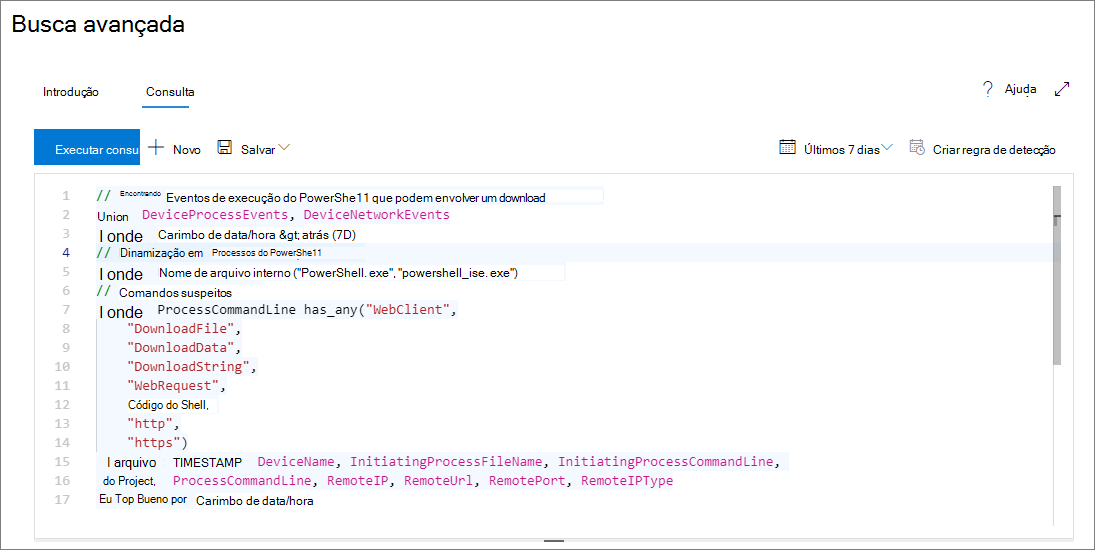 Busca avançada
Introdução Consulta ? Ajuda
Executar consu Novo Salvar Últimos 7 dias Criar regra de detecção
1 // Encontrando Eventos de execução do PowerShe11 que podem envolver um download
2 Union DeviceProcessEvents, DeviceNetworkEvents
3 I onde Carimbo de data/hora &gt; atrás (7D)
4 // Dinamização em Processos do PowerShe11
5 I onde Nome de arquivo interno ("PowerShell. exe", "powershell_ise. exe")
6 // Comandos suspeitos
7 I onde ProcessCommandLine has_any("WebClient",
8 "DownloadFile",
9 "DownloadData",
10 "DownloadString",
11 "WebRequest",
12 Código do Shell,
13 "http",
14 "https")
15 I arquivo TIMESTAMP DeviceName, InitiatingProcessFileName, InitiatingProcessCommandLine,
16 do Project, ProcessCommandLine, RemoteIP, RemoteUrl, RemotePort, RemoteIPType
17 Eu Top Bueno por Carimbo de data/hora